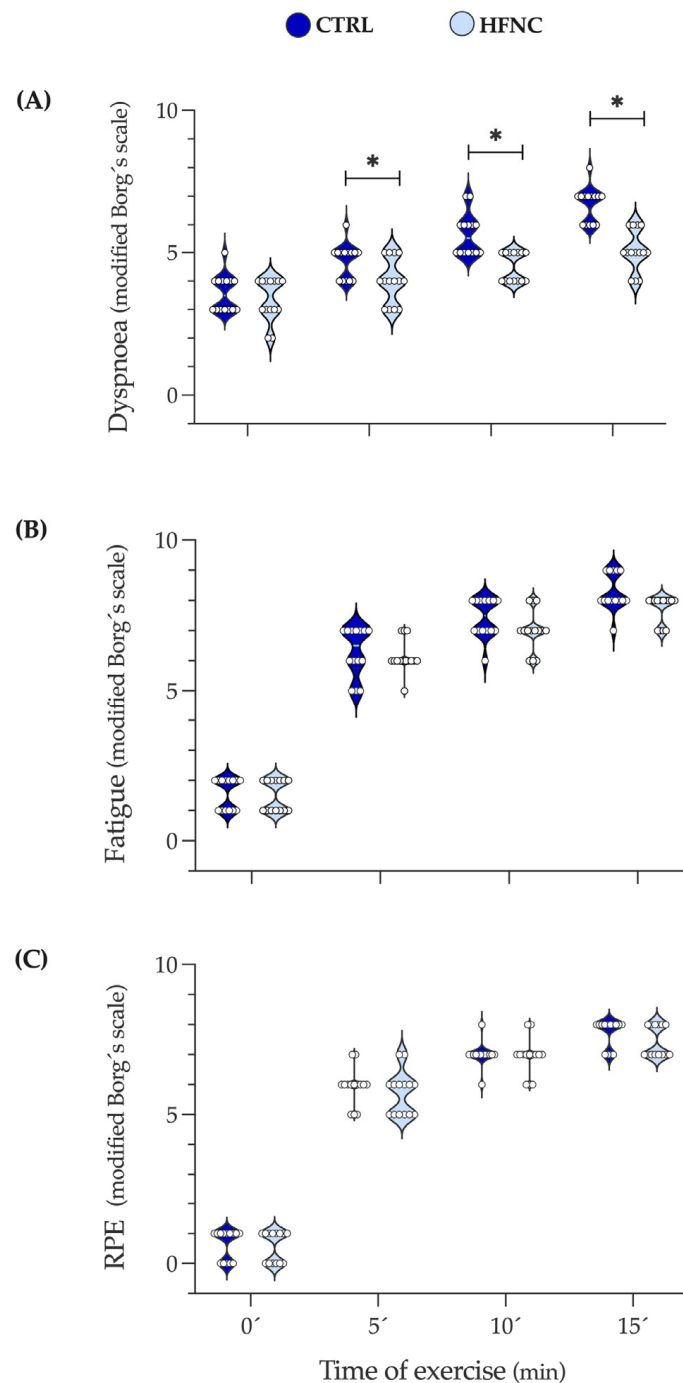 CTRL HFNC
(A)
Dyspnoea (modified Borg´s scale)
10
5
0
*
*
*
(B)
Fatigue (modified Borg´s scale)
10
5
0
(C)
RPE (modified Borg´s scale)
10
5
0
0´ 5´ 10´ 15´
Time of exercise (min)